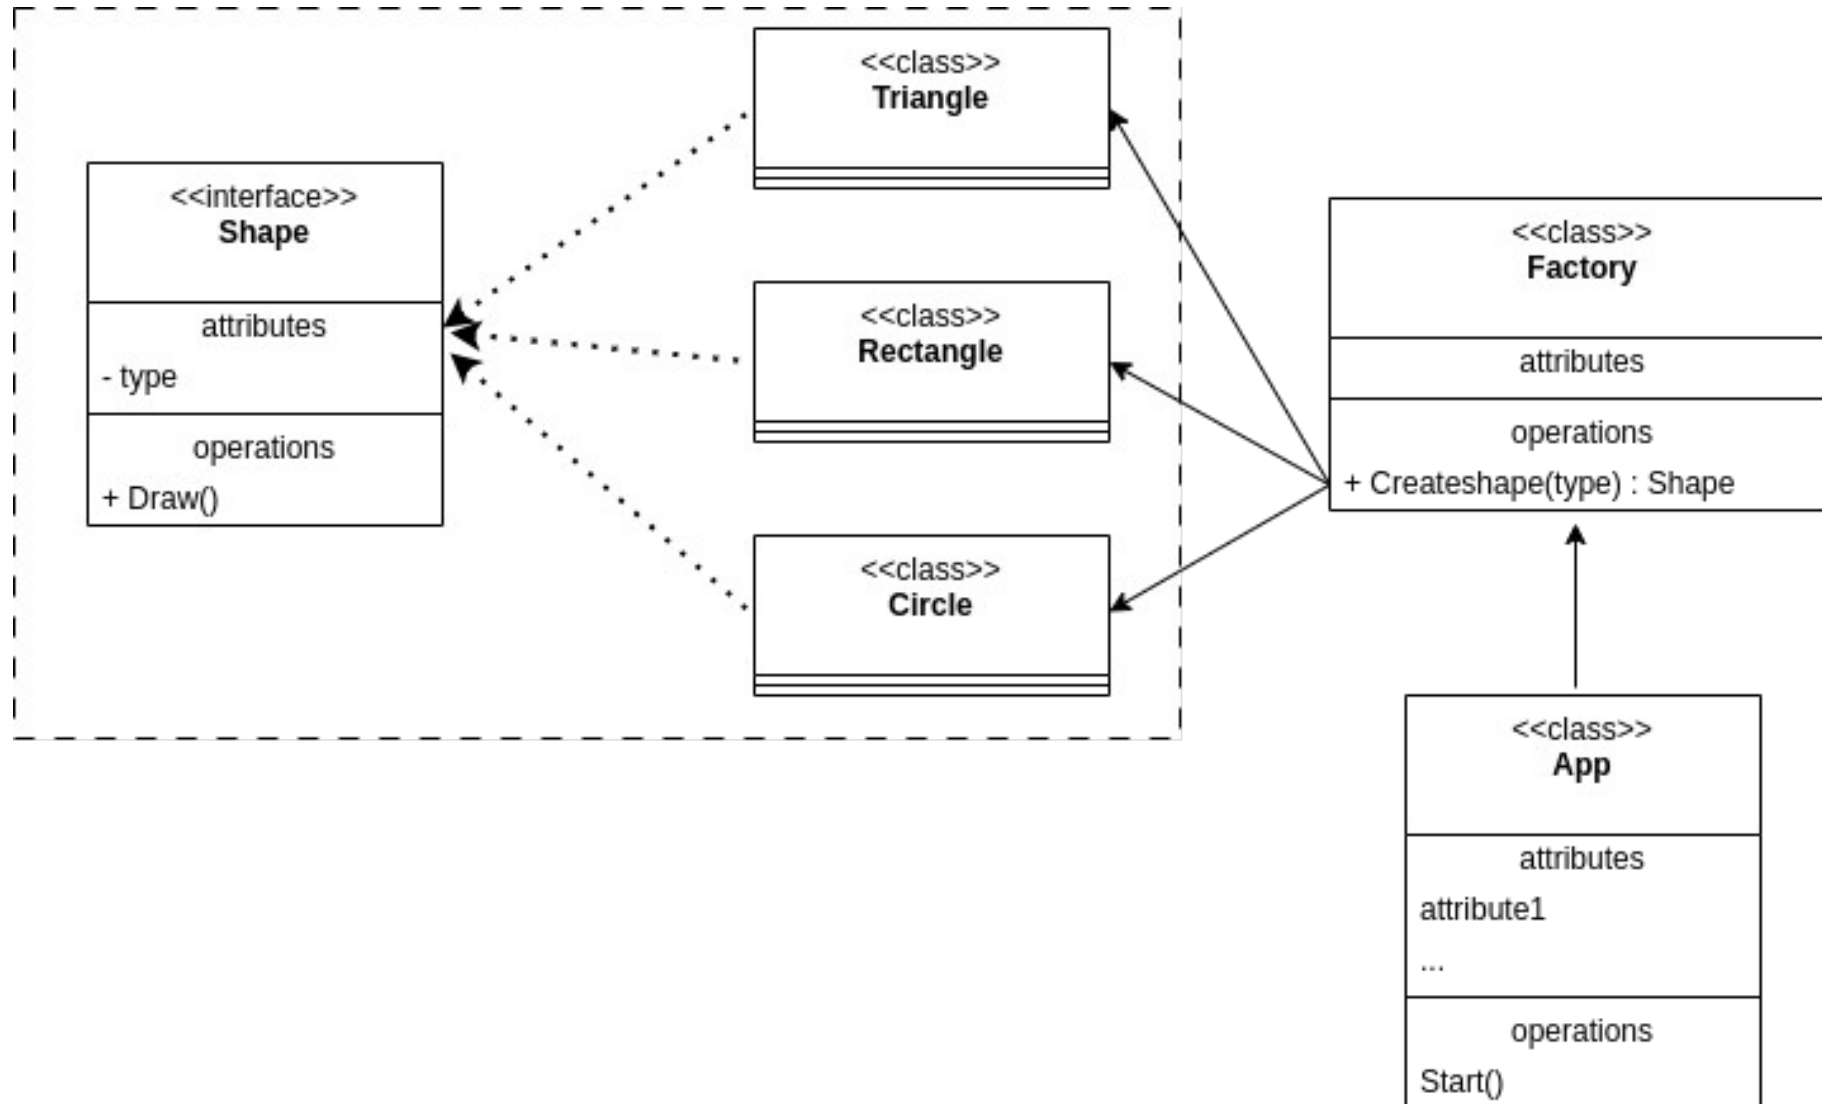 <<class>>
Triangle
<<interface>>
Shape
attributes
- type
operations
+ Draw()
<<class>>
Rectangle
<<class>>
Circle
<<class>>
Factory
attributes
operations
+ Createshape(type) : Shape
<<class>>
App
attributes
attribute1
...
operations
Start()